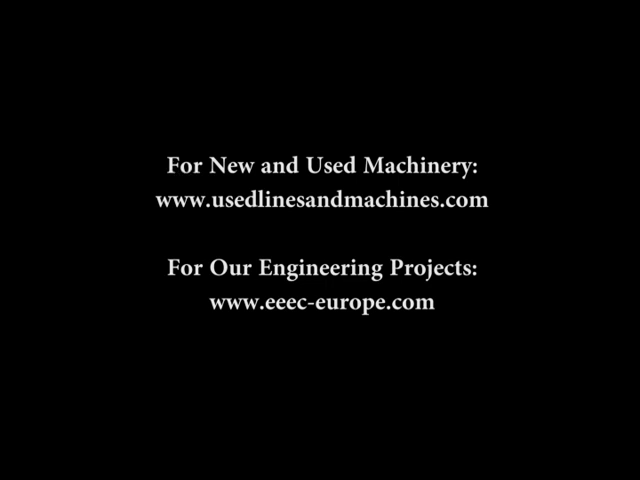 For New and Used Machinery:
www.usedlinesandmachines.com
For Our Engineering Projects:
www.eeec-europe.com